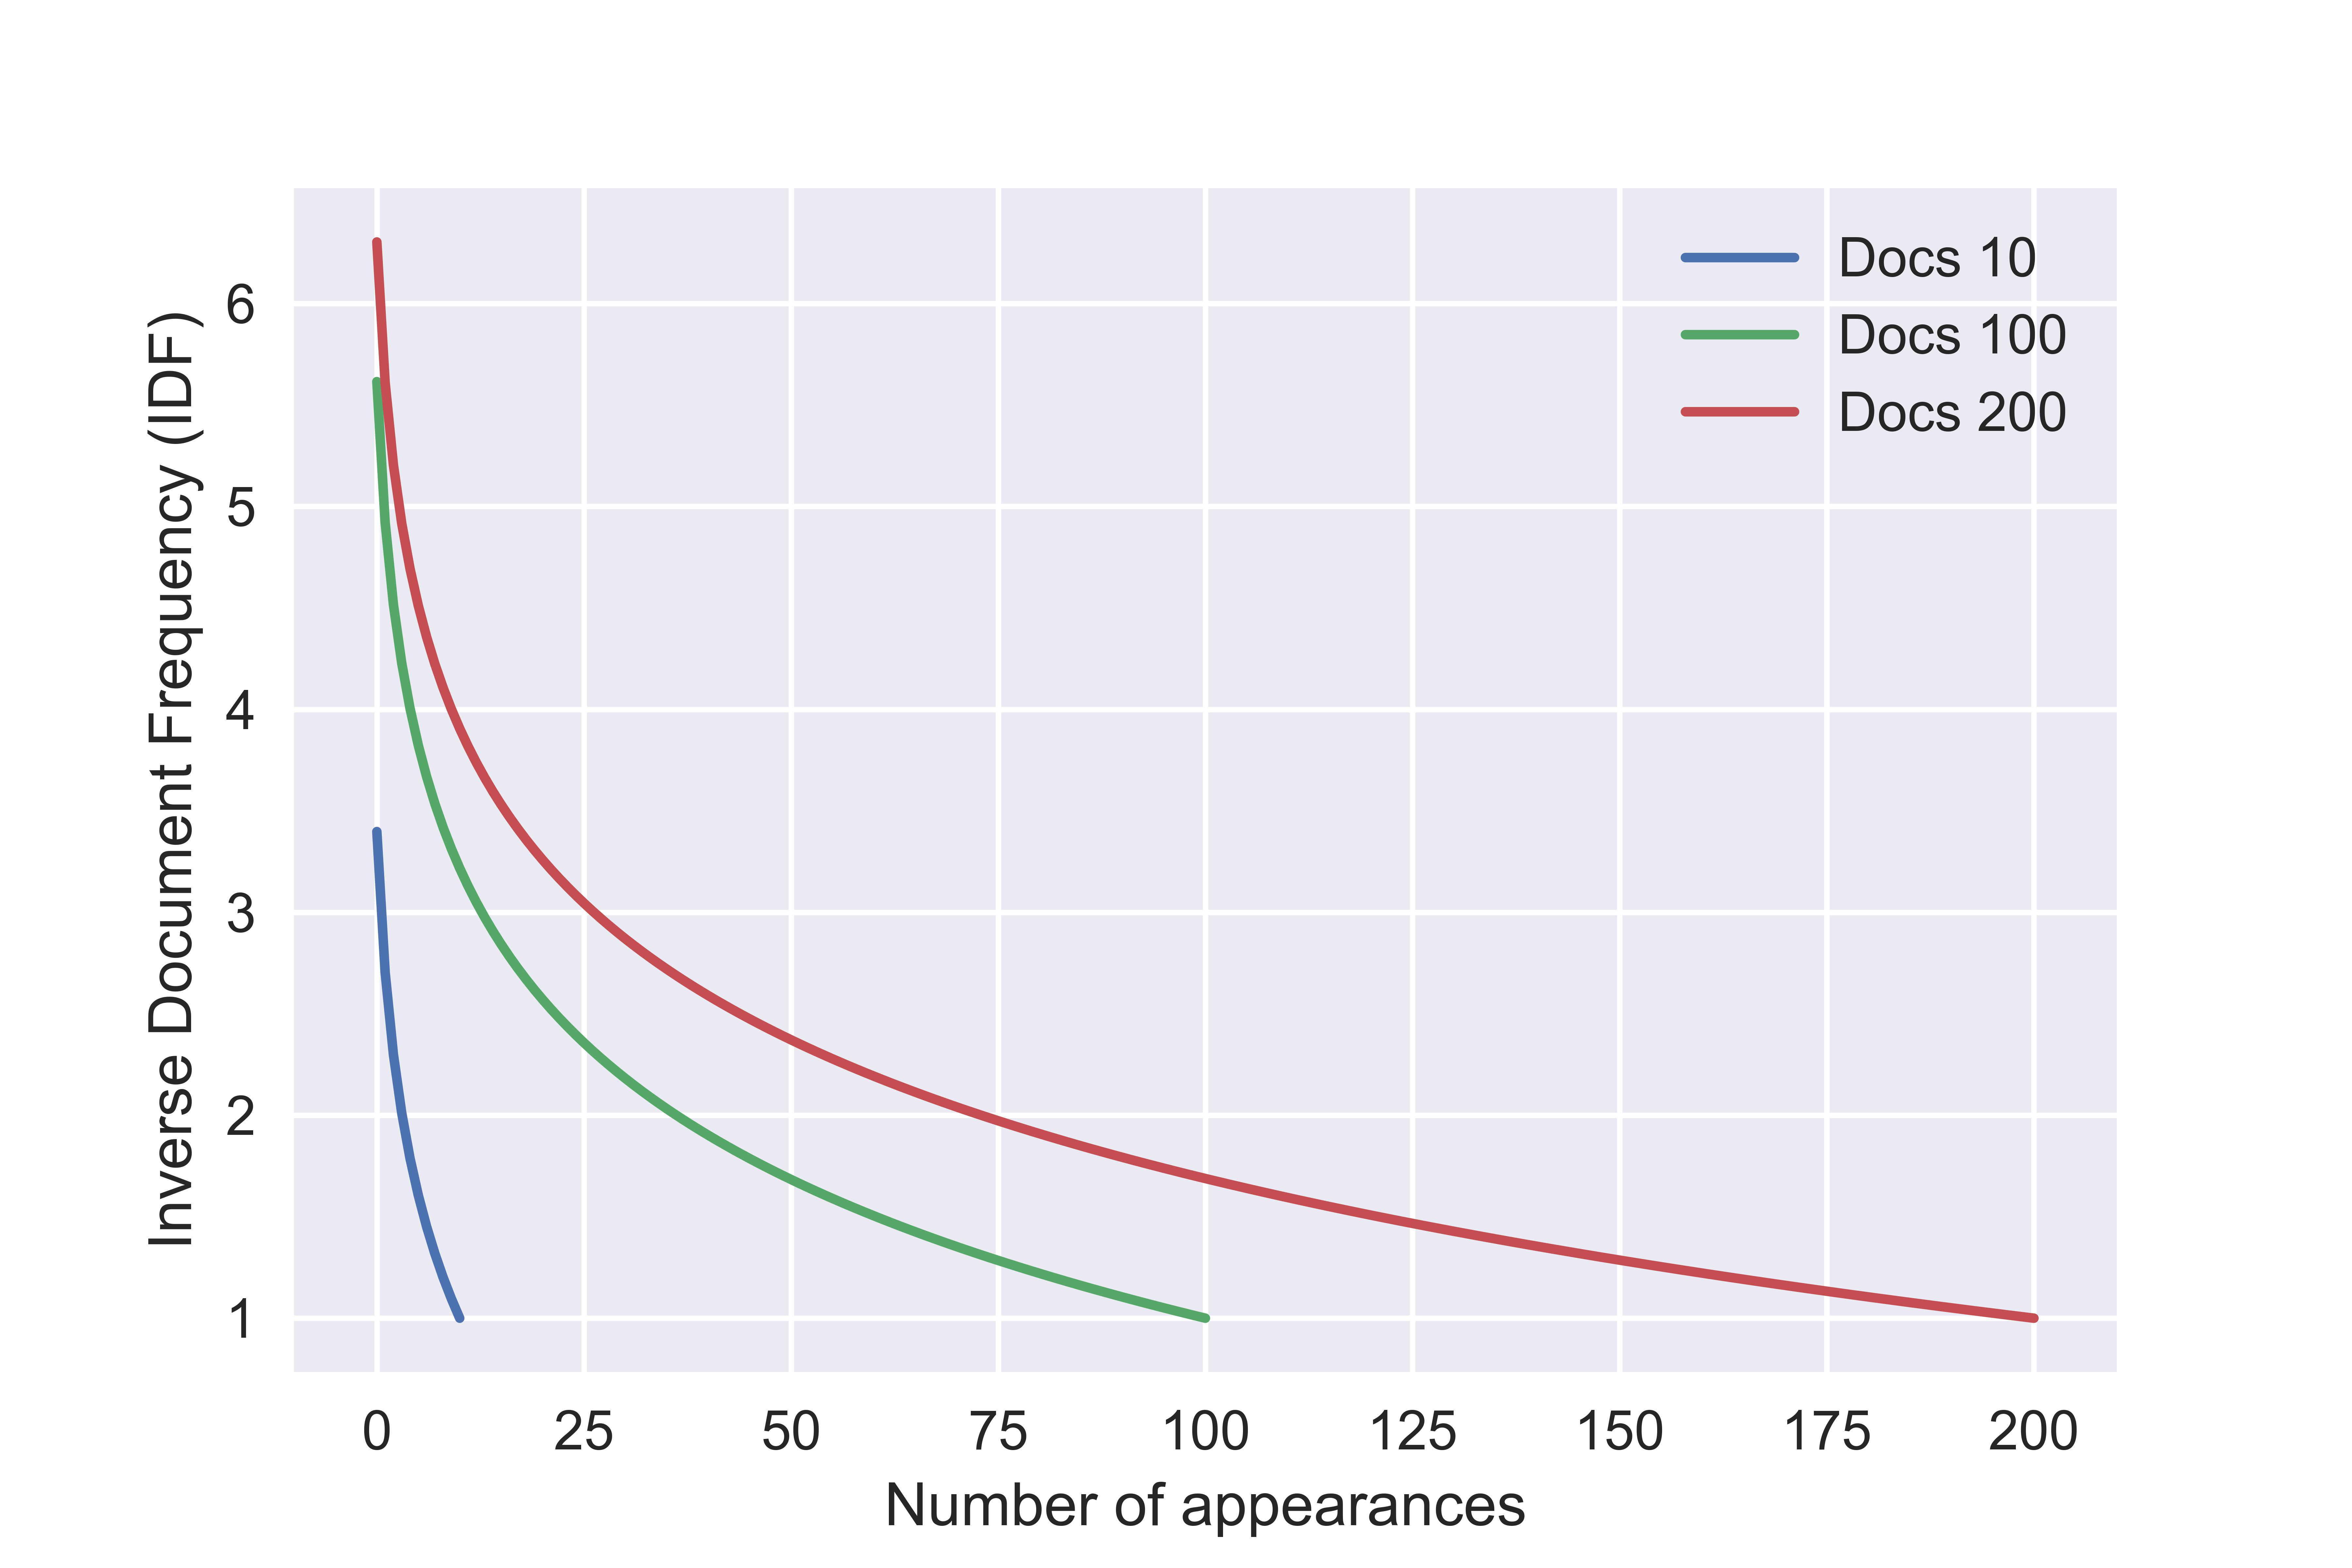 Docs 10
Docs 100
Docs 200
Inverse Document Frequency (IDF)
6
5
4
3
2
1
0 25 50 75 100 125 150 175 200
Number of appearances